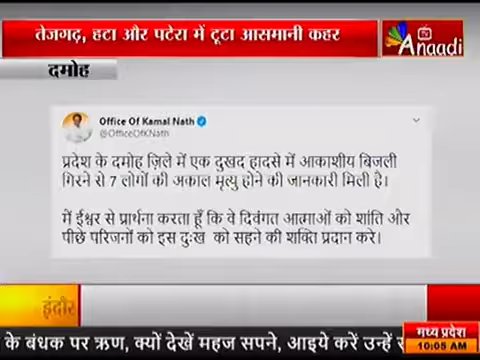 तेजगढ़, हटा और पटेरा में टूटा आसमानी कहर
TV
Anaadi
दमोह
Office Of Kamal Nath
@OfficeOfKNath
प्रदेश के दमोह ज़िले में एक दुखद हादसे में आकाशीय बिजली
गिरने से 7 लोगों की अकाल मृत्यु होने की जानकारी मिली है।
में ईश्वर से प्रार्थना करता हूँ कि वे दिवंगत आत्माओं को शांति और
पीछे परिजनों को इस दुःख को सहने की शक्ति प्रदान करे।
इंदौर
के बंधक पर ऋण, क्यों देखें महज सपने, आइये करें उन्हें
मध्य प्रदेश
10:05 AM